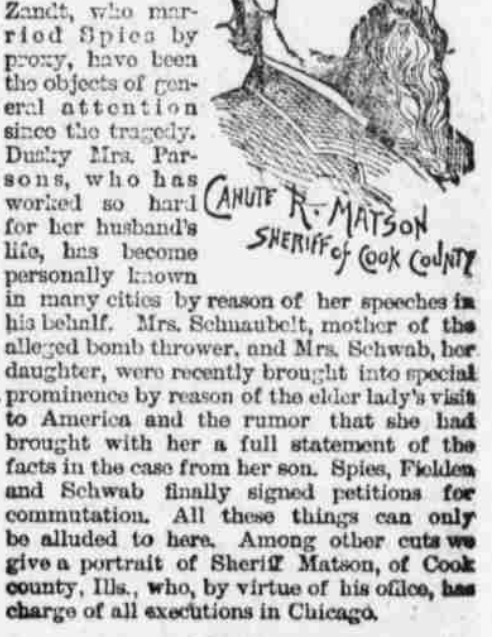 Zandt, who mar-
ried Spies by
proxy, have been
the objects of gen-
eral attention
since the tragedy.
Dusky Mrs. Par-
sons, who has
worked so hard
for her husband's
life, has become
personally known
CANUTE R. MATSON
SHERIFF of COOK COUNTY
in many cities by reason of her speeches in
his behalf. Mrs. Schnaubelt, mother of the
alleged bomb thrower, and Mrs. Schwab, her
daughter, were recently brought into special
prominence by reason of the elder lady's visit
to America and the rumor that she had
brought with her a full statement of the
facts in the case from her son. Spies, Fielden
and Schwab finally signed petitions for
commutation. All these things can only
be alluded to here. Among other cuts we
give a portrait of Sheriff Matson, of Cook
county, Ills., who, by virtue of his office, has
charge of all executions in Chicago.